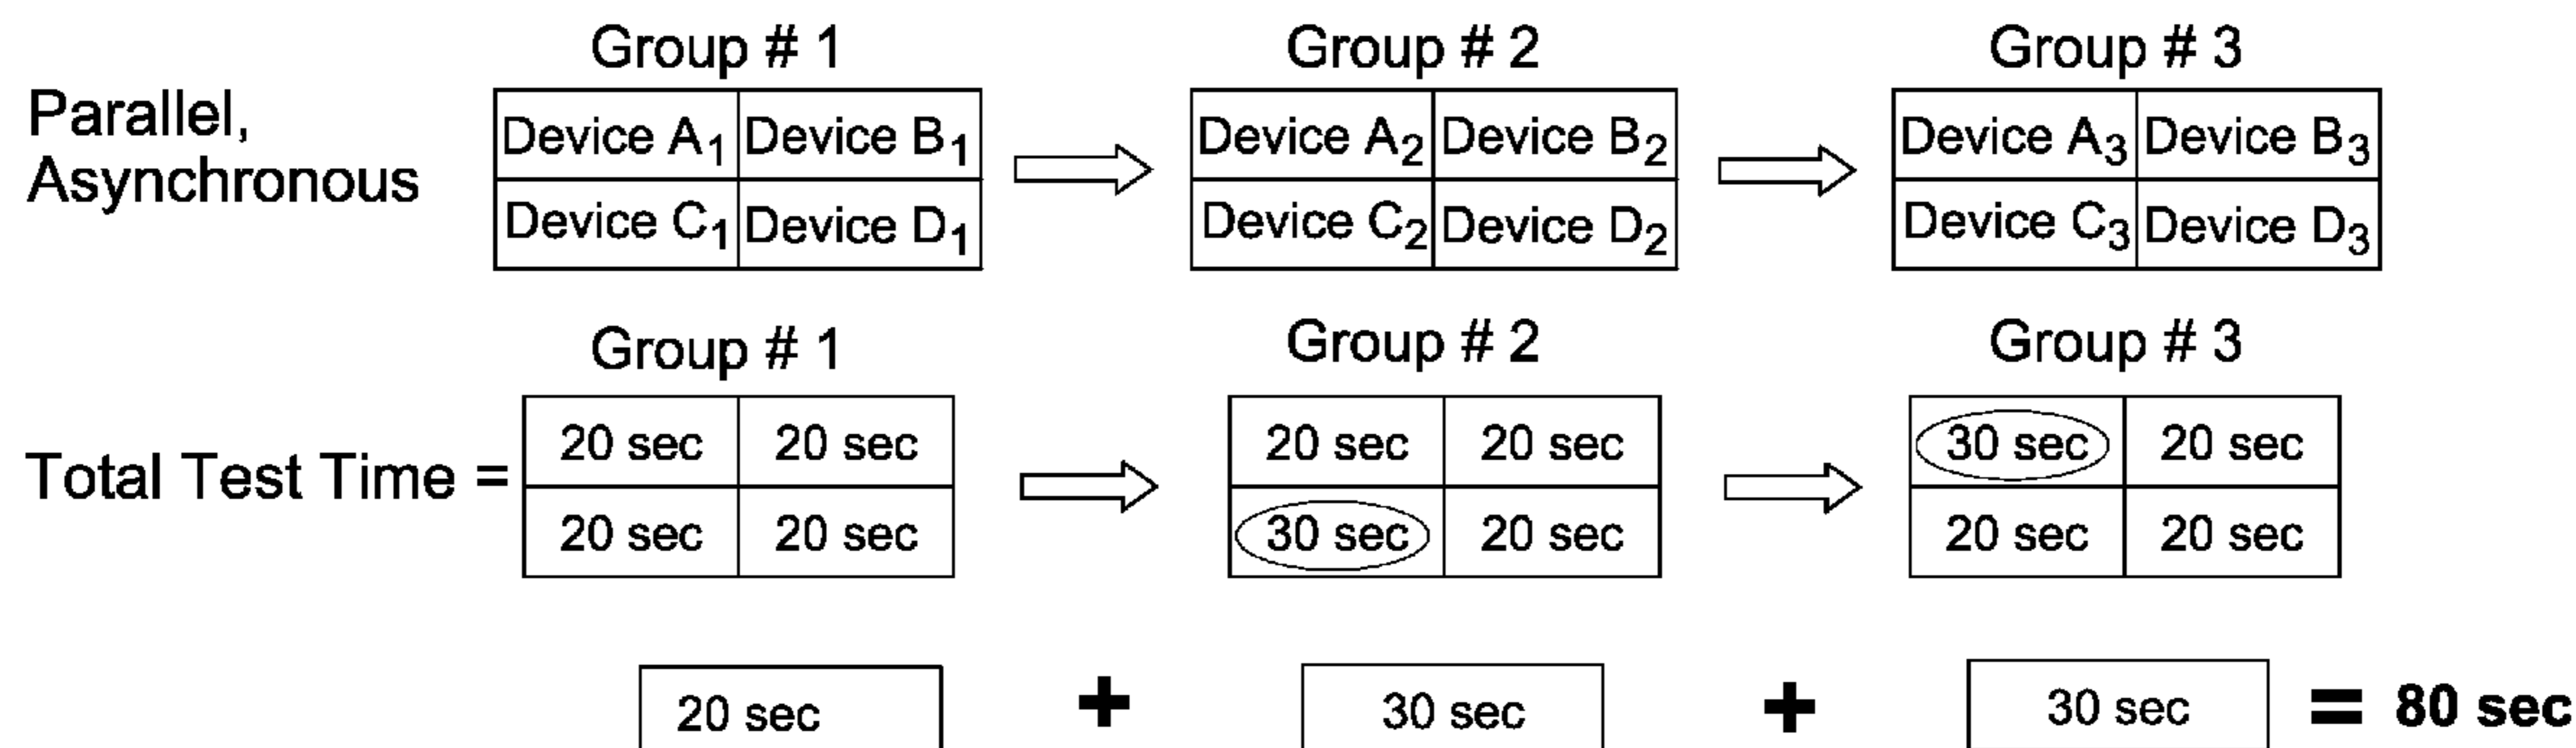 Group # 1 Group # 2 Group # 3
Parallel,
Asynchronous
Device A1 Device B1 Device A2 Device B2 Device A3 Device B3
Device C1 Device D1 Device C2 Device D2 Device C3 Device D3
Group # 1 Group # 2 Group # 3
20 sec 20 sec 20 sec 20 sec 30 sec 20 sec
Total Test Time =
20 sec 20 sec 30 sec 20 sec 20 sec 20 sec
20 sec + 30 sec + 30 sec = 80 sec